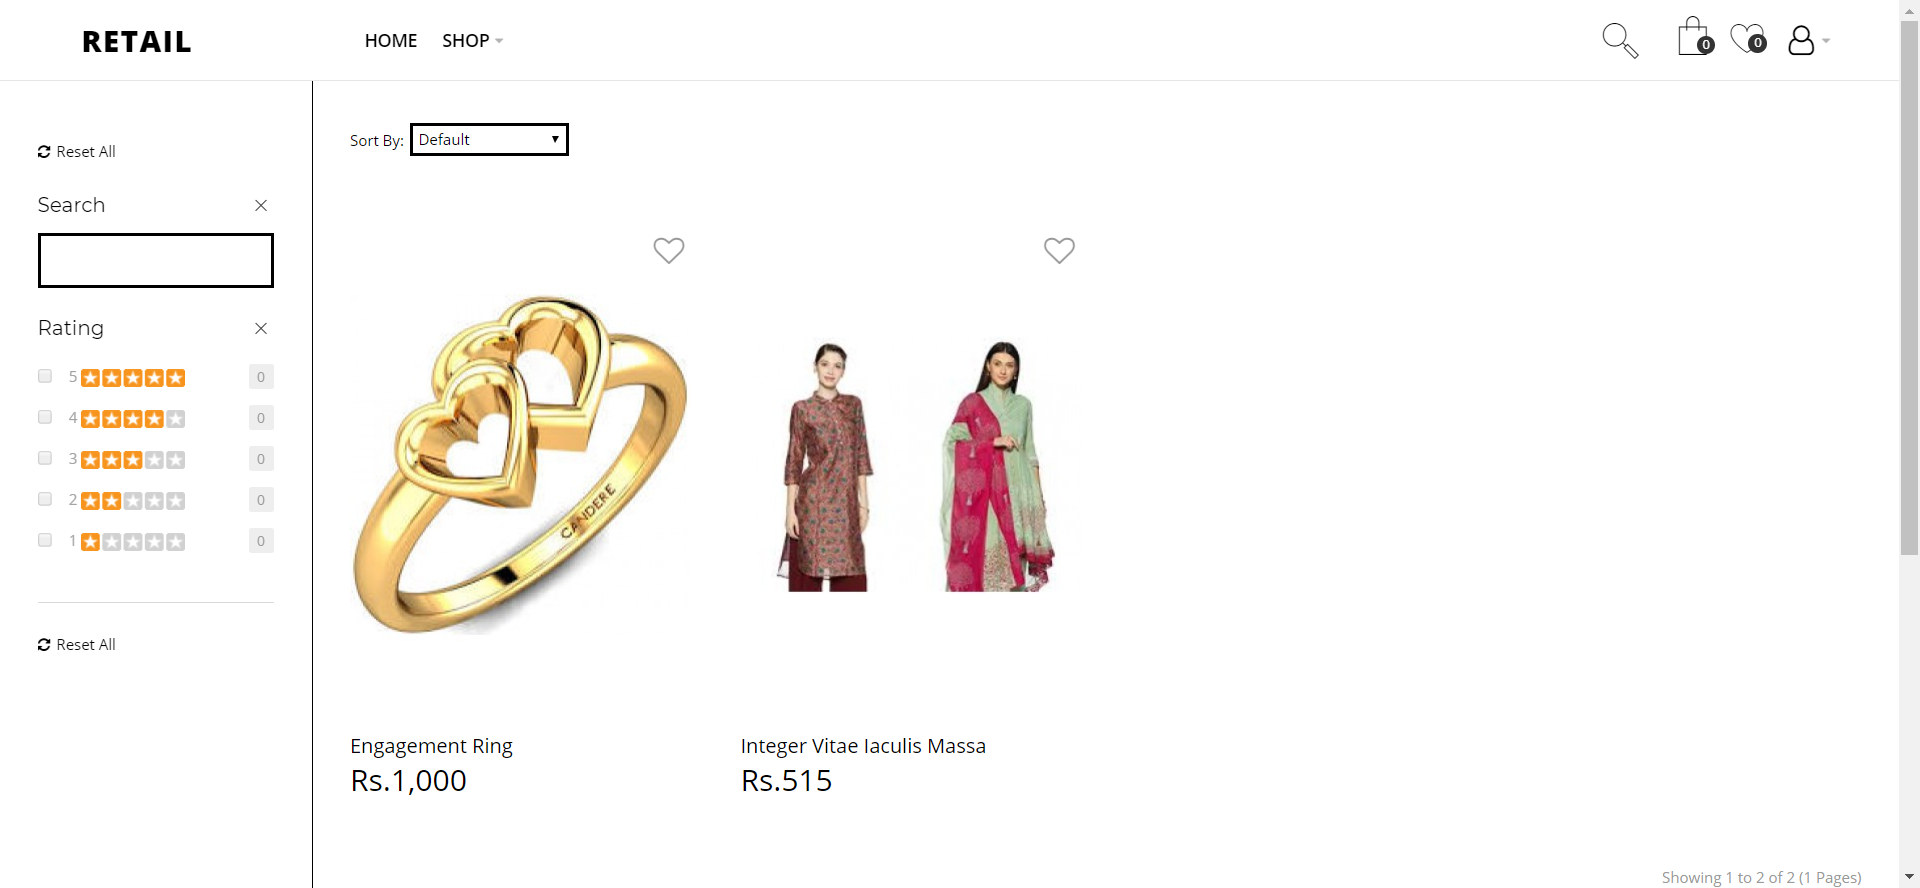 RETAIL
HOME
SHOP
0
0
Reset All
Search
Rating
5 0
4 0
3 0
2 0
1 0
Reset All
Sort By: Default
CANDERE
Engagement Ring
Rs.1,000
Integer Vitae Iaculis Massa
Rs.515
Showing 1 to 2 of 2 (1 Pages)